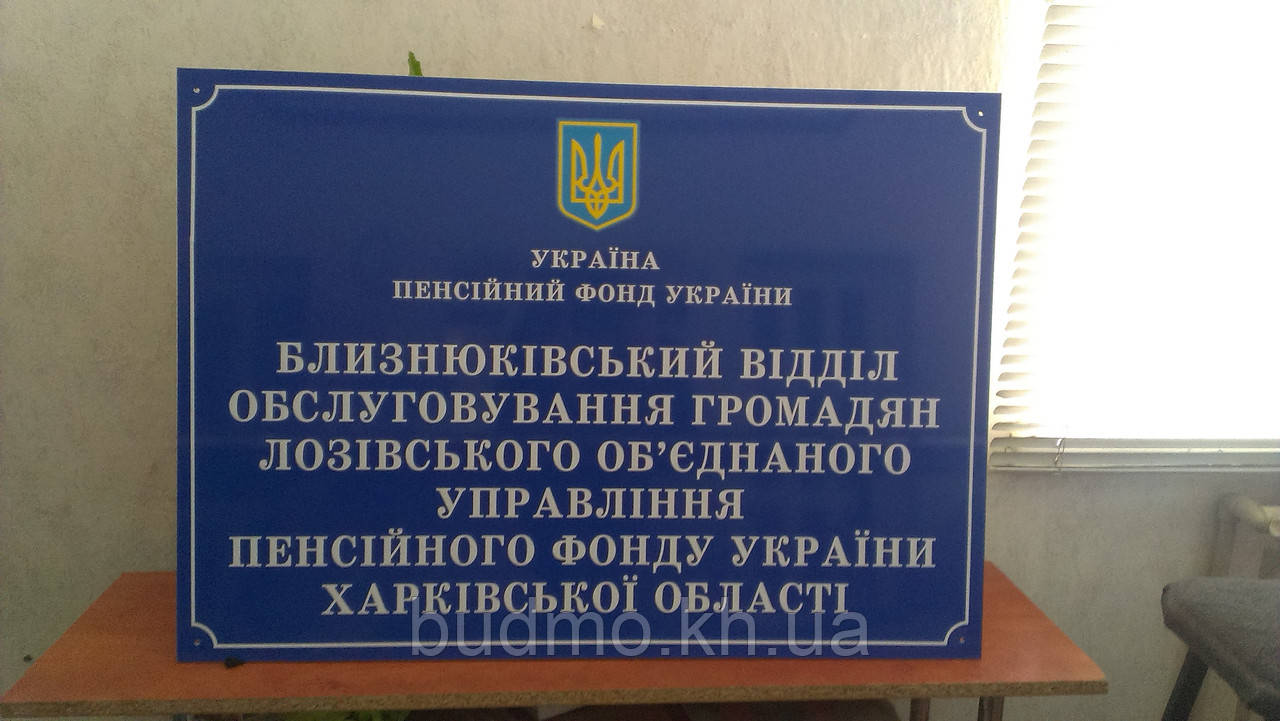 УКРАЇНА
ПЕНСІЙНИЙ ФОНД УКРАЇНИ
БЛИЗНЮКІВСЬКИЙ ВІДДІЛ
ОБСЛУГОВУВАННЯ ГРОМАДЯН
ЛОЗІВСЬКОГО ОБ’ЄДНАНОГО
УПРАВЛІННЯ
ПЕНСІЙНОГО ФОНДУ УКРАЇНИ
ХАРКІВСЬКОЇ ОБЛАСТІ
budmo.kh.ua